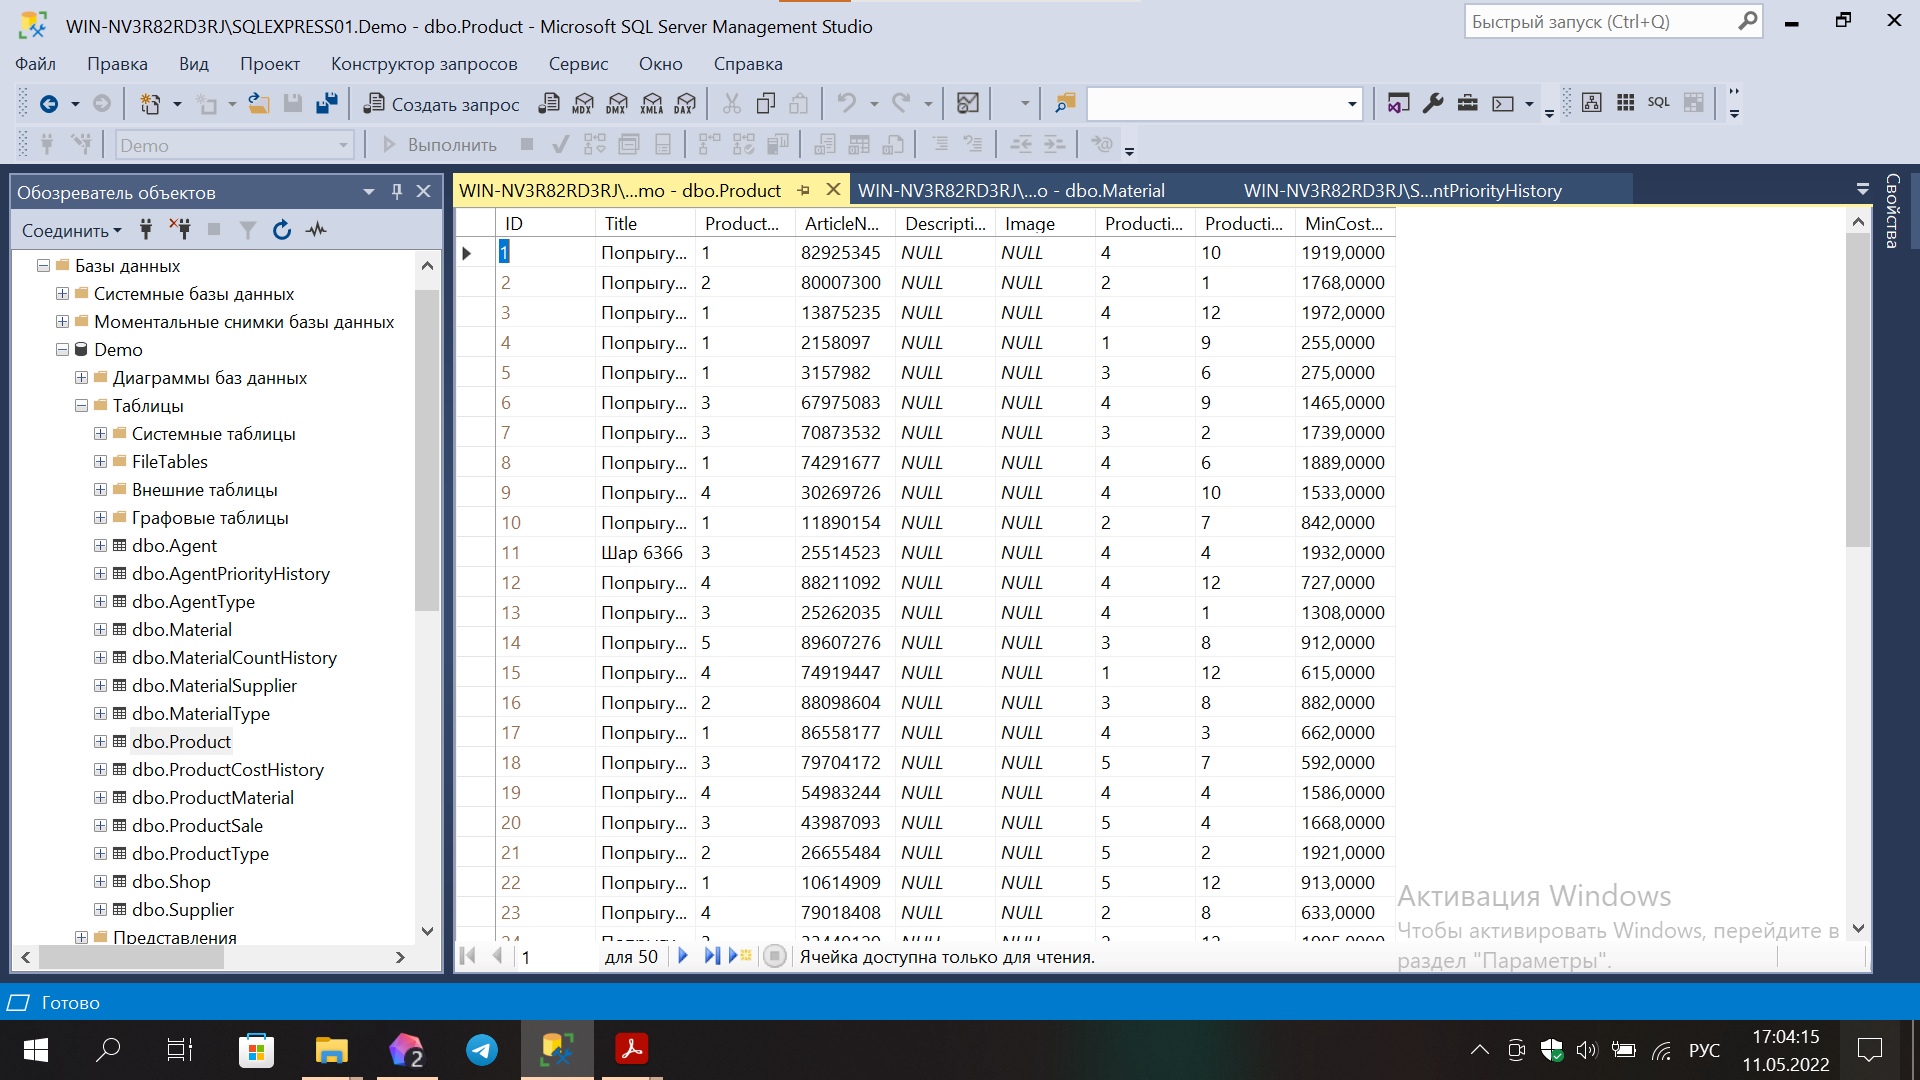 WIN-NV3R82RD3RJ\SQLEXPRESS01.Demo - dbo.Product - Microsoft SQL Server Management Studio
Быстрый запуск (Ctrl+Q)
Файл Правка Вид Проект Конструктор запросов Сервис Окно Справка
Создать запрос MDX DMX XMLA DAX SQL
Demo Выполнить
Обозреватель объектов
WIN-NV3R82RD3RJ\...mo - dbo.Product WIN-NV3R82RD3RJ\...o - dbo.Material WIN-NV3R82RD3RJ\S...ntPriorityHistory
Свойства
Соединить
Базы данных
Системные базы данных
Моментальные снимки базы данных
Demo
Диаграммы баз данных
Таблицы
Системные таблицы
FileTables
Внешние таблицы
Графовые таблицы
dbo.Agent
dbo.AgentPriorityHistory
dbo.AgentType
dbo.Material
dbo.MaterialCountHistory
dbo.MaterialSupplier
dbo.MaterialType
dbo.Product
dbo.ProductCostHistory
dbo.ProductMaterial
dbo.ProductSale
dbo.ProductType
dbo.Shop
dbo.Supplier
Представления
ID Title Product... ArticleN... Descripti... Image Producti... Producti... MinCost...
1 Попрыгу... 1 82925345 NULL NULL 4 10 1919,0000
2 Попрыгу... 2 80007300 NULL NULL 2 1 1768,0000
3 Попрыгу... 1 13875235 NULL NULL 4 12 1972,0000
4 Попрыгу... 1 2158097 NULL NULL 1 9 255,0000
5 Попрыгу... 1 3157982 NULL NULL 3 6 275,0000
6 Попрыгу... 3 67975083 NULL NULL 4 9 1465,0000
7 Попрыгу... 3 70873532 NULL NULL 3 2 1739,0000
8 Попрыгу... 1 74291677 NULL NULL 4 6 1889,0000
9 Попрыгу... 4 30269726 NULL NULL 4 10 1533,0000
10 Попрыгу... 1 11890154 NULL NULL 2 7 842,0000
11 Шар 6366 3 25514523 NULL NULL 4 4 1932,0000
12 Попрыгу... 4 88211092 NULL NULL 4 12 727,0000
13 Попрыгу... 3 25262035 NULL NULL 4 1 1308,0000
14 Попрыгу... 5 89607276 NULL NULL 3 8 912,0000
15 Попрыгу... 4 74919447 NULL NULL 1 12 615,0000
16 Попрыгу... 2 88098604 NULL NULL 3 8 882,0000
17 Попрыгу... 1 86558177 NULL NULL 4 3 662,0000
18 Попрыгу... 3 79704172 NULL NULL 5 7 592,0000
19 Попрыгу... 4 54983244 NULL NULL 4 4 1586,0000
20 Попрыгу... 3 43987093 NULL NULL 5 4 1668,0000
21 Попрыгу... 2 26655484 NULL NULL 5 2 1921,0000
22 Попрыгу... 1 10614909 NULL NULL 5 12 913,0000
23 Попрыгу... 4 79018408 NULL NULL 2 8 633,0000
1 для 50 Ячейка доступна только для чтения.
Активация Windows
Чтобы активировать Windows, перейдите в
раздел "Параметры".
Готово
2
РУС
17:04:15
11.05.2022